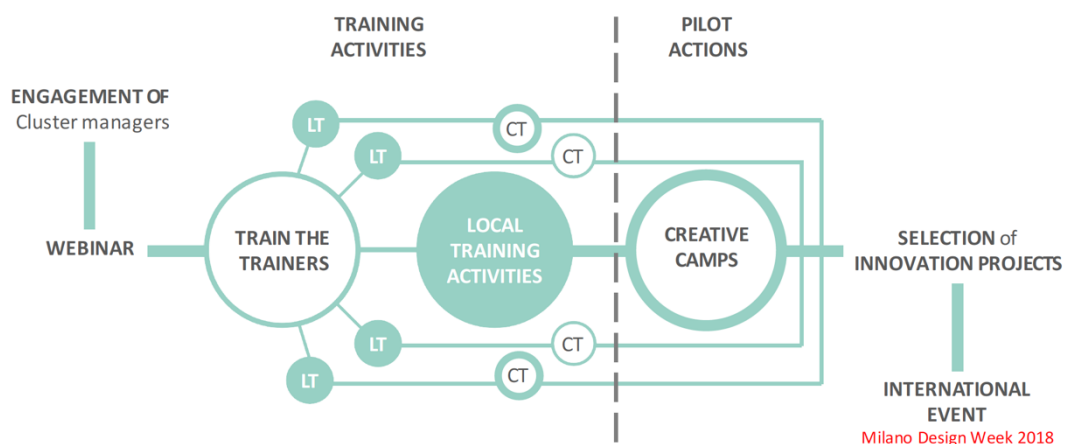 TRAINING
ACTIVITIES
PILOT
ACTIONS
ENGAGEMENT OF
Cluster managers
LT
CT
LT
CT
WEBINAR
TRAIN THE
TRAINERS
LOCAL
TRAINING
ACTIVITIES
CREATIVE
CAMPS
SELECTION of
INNOVATION PROJECTS
LT
CT
LT
CT
INTERNATIONAL
EVENT
Milano Design Week 2018